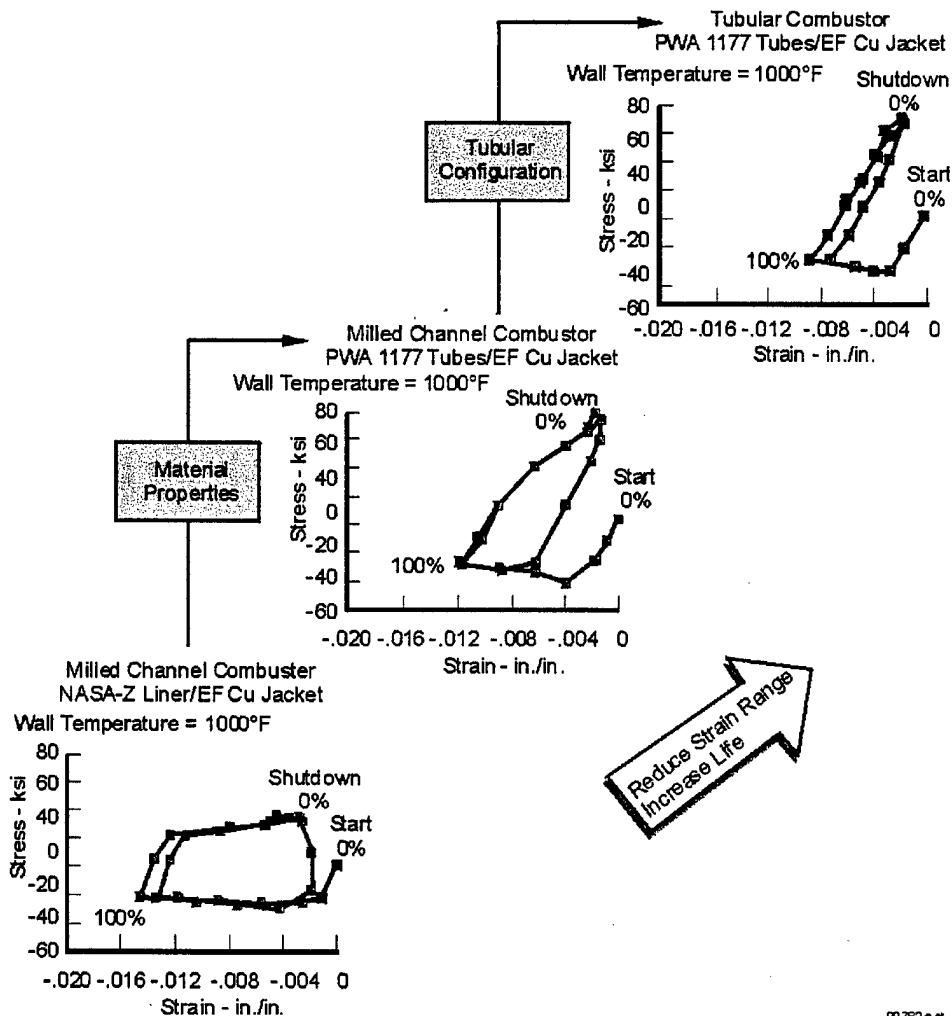 Tubular Combustor
PWA 1177 Tubes/EF Cu Jacket
Wall Temperature = 1000°F
Shutdown
0%
Start
0%
100%
Stress - ksi
80
60
40
20
0
-20
-40
-60
-.020 -.016 -.012 -.008 -.004 0
Strain - in./in.
Tubular
Configuration
Milled Channel Combustor
PWA 1177 Tubes/EF Cu Jacket
Wall Temperature = 1000°F
Shutdown
0%
Start
0%
100%
Stress - ksi
80
60
40
20
0
-20
-40
-60
-.020 -.016 -.012 -.008 -.004 0
Strain - in./in.
Material
Properties
Milled Channel Combuster
NASA-Z Liner/EF Cu Jacket
Wall Temperature = 1000°F
Shutdown
0%
Start
0%
100%
Stress - ksi
80
60
40
20
0
-20
-40
-60
-.020 -.016 -.012 -.008 -.004 0
Strain - in./in.
Reduce Strain Range
Increase Life